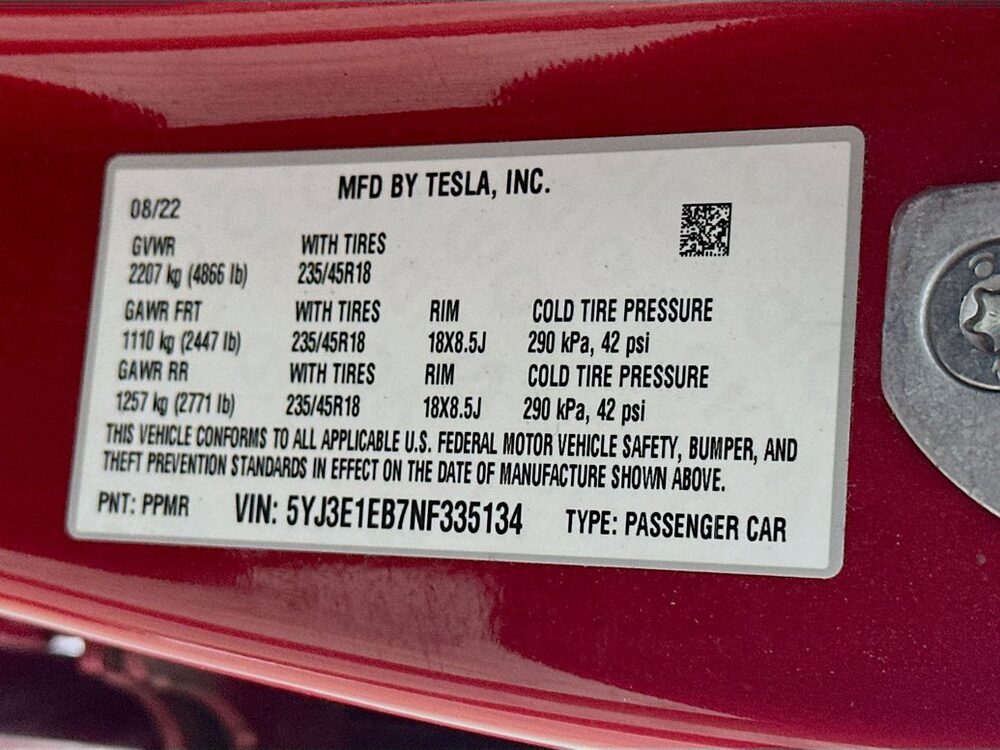 MFD BY TESLA, INC.
08/22
GVWR WITH TIRES
2207 kg (4866 lb) 235/45R18
GAWR FRT WITH TIRES RIM COLD TIRE PRESSURE
1110 kg (2447 lb) 235/45R18 18X8.5J 290 kPa, 42 psi
GAWR RR WITH TIRES RIM COLD TIRE PRESSURE
1257 kg (2771 lb) 235/45R18 18X8.5J 290 kPa, 42 psi
THIS VEHICLE CONFORMS TO ALL APPLICABLE U.S. FEDERAL MOTOR VEHICLE SAFETY, BUMPER, AND
THEFT PREVENTION STANDARDS IN EFFECT ON THE DATE OF MANUFACTURE SHOWN ABOVE.
PNT: PPMR VIN: 5YJ3E1EB7NF335134 TYPE: PASSENGER CAR